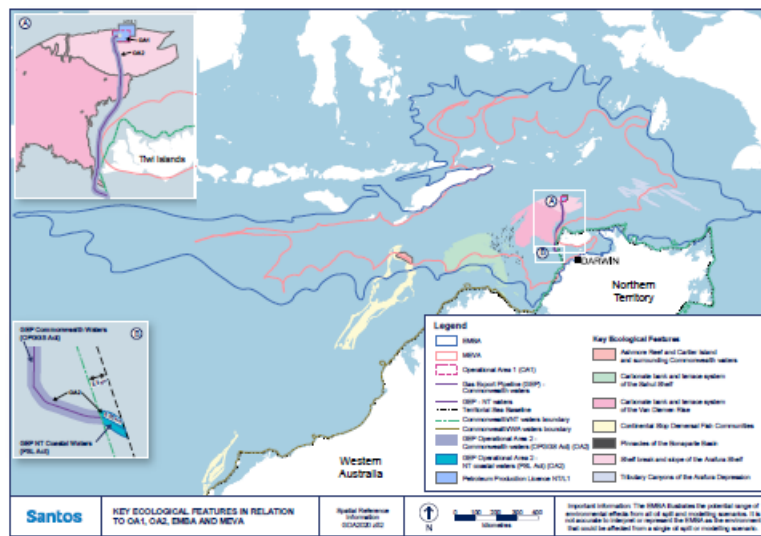 A
OA1
OA2
Tiwi Islands
A
B
DARWIN
Northern
Territory
Western
Australia
B
GEP Commonwealth Waters
(OPGGS Act)
OA2
GEP NT Coastal Waters
(PSL Act)
Legend
EMBA
MEVA
Operational Area 1 (OA1)
Gas Export Pipeline (GEP) -
Commonwealth waters
GEP - NT waters
Territorial Sea Baseline
Commonwealth/NT waters boundary
Commonwealth/WA waters boundary
GEP Operational Area 2 -
Commonwealth waters (OPGGS Act) (OA2)
GEP Operational Area 2 -
NT coastal waters (PSL Act) (OA2)
Petroleum Production Licence NT/L1
Key Ecological Features
Ashmore Reef and Cartier Island
and surrounding Commonwealth waters
Carbonate bank and terrace system
of the Sahul Shelf
Carbonate bank and terrace system
of the Van Diemen Rise
Continental Slop Demersal Fish Communities
Pinnacles of the Bonaparte Basin
Shelf break and slope of the Arafura Shelf
Tributary Canyons of the Arafura Depression
Santos
KEY ECOLOGICAL FEATURES IN RELATION
TO OA1, OA2, EMBA AND MEVA
Spatial Reference
Information
GDA2020
N
0 100 200 300 400
Kilometres
Important Information: The EMBA illustrates the potential range of
environmental effects from all oil spill and modelling scenarios. It is
not accurate to interpret or represent the EMBA as the environment
that could be affected from a single oil spill or modelling scenario.